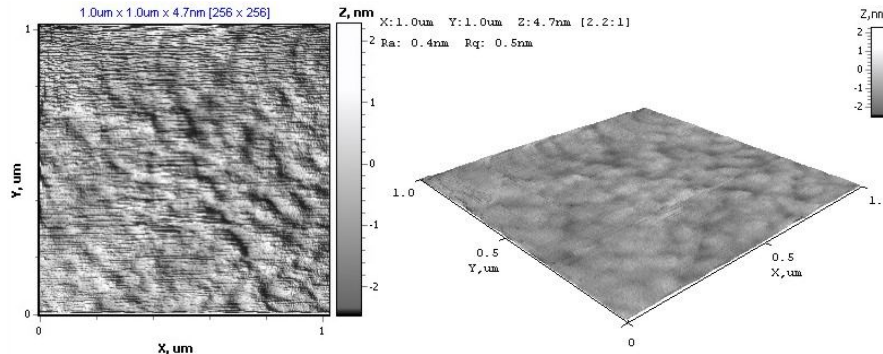 1.0um x 1.0um x 4.7nm [256 x 256]
Z, nm
1
Y, um
0
0
1
X, um
2
1
0
-1
-2
X:1.0um Y:1.0um Z:4.7nm [2.2:1]
Ra: 0.4nm Rq: 0.5nm
Z,nm
2
1
0
-1
-2
1.0
0.5
Y,um
0
0.5
X,um
1.